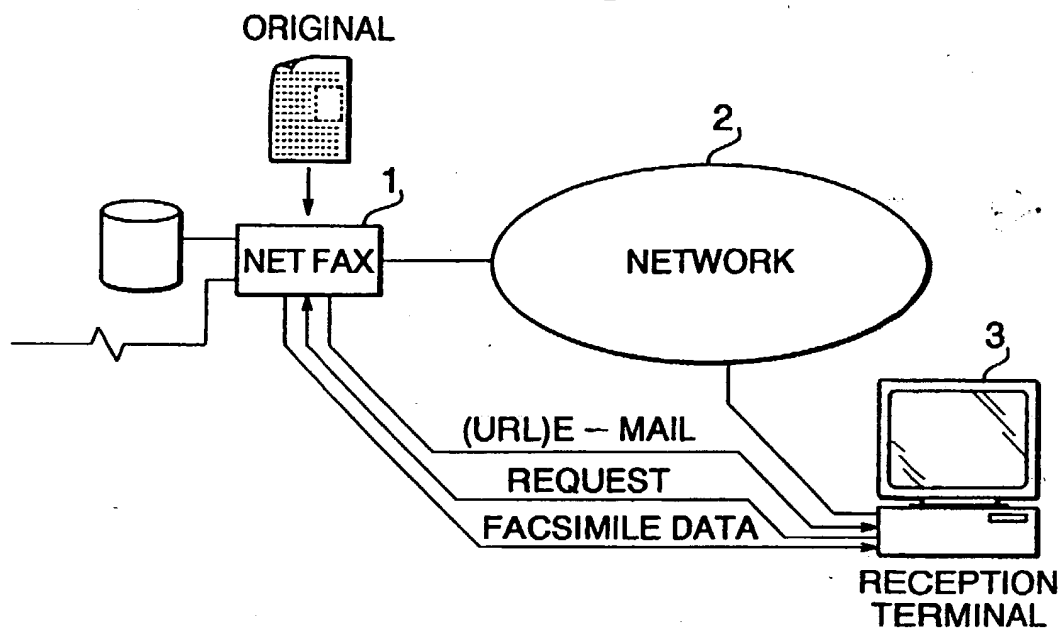 ORIGINAL
1
2
NET FAX
NETWORK
3
(URL)E – MAIL
REQUEST
FACSIMILE DATA
RECEPTION
TERMINAL